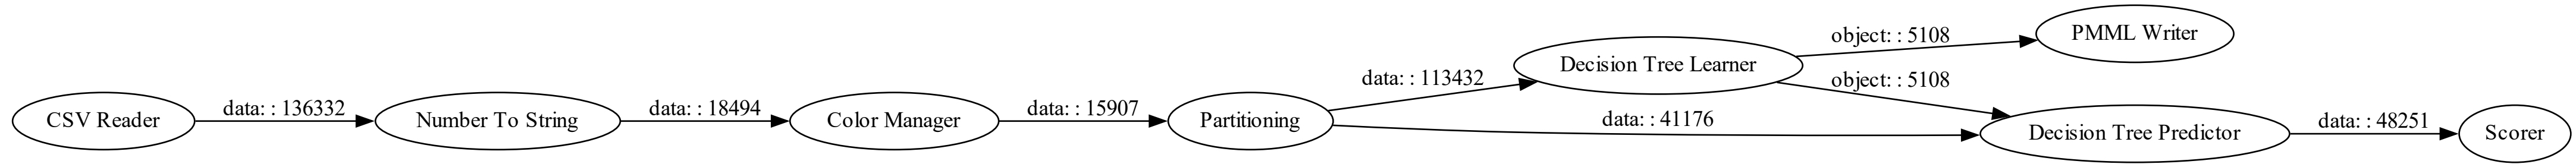 CSV Reader
data: : 136332
Number To String
data: : 18494
Color Manager
data: : 15907
Partitioning
data: : 113432
data: : 41176
Decision Tree Learner
object: : 5108
object: : 5108
PMML Writer
Decision Tree Predictor
data: : 48251
Scorer